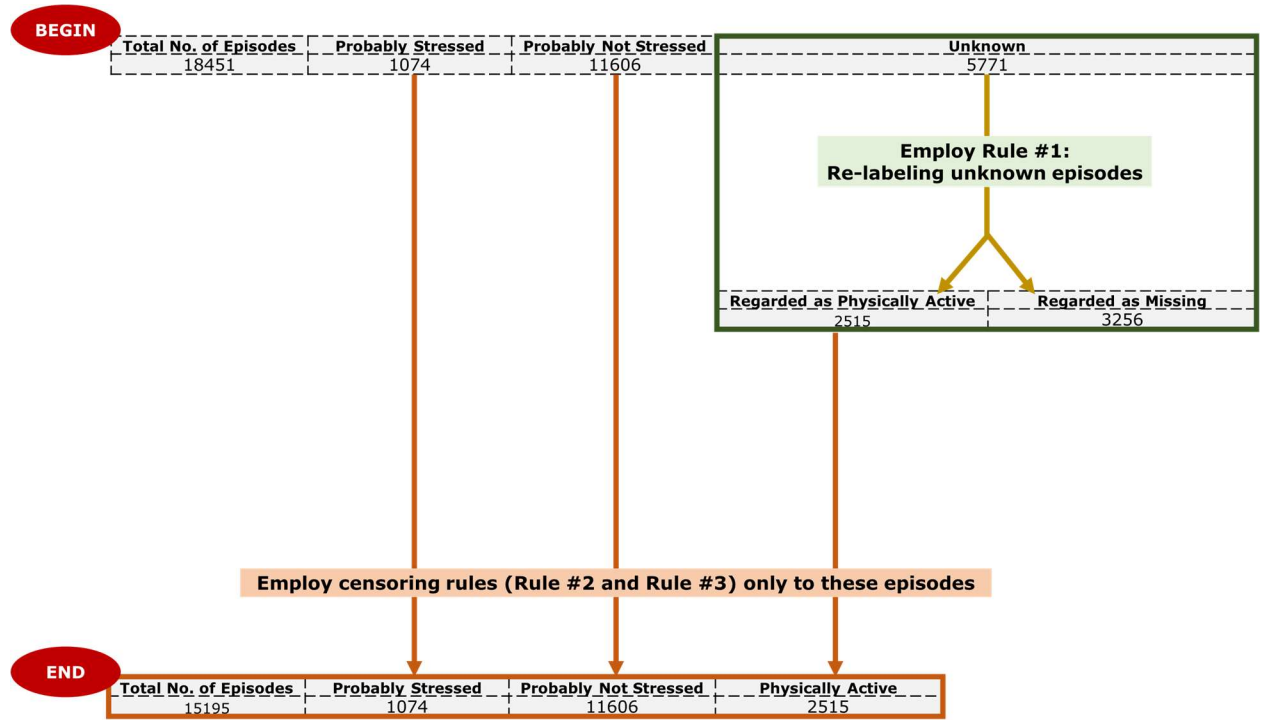 BEGIN
Total No. of Episodes Probably Stressed Probably Not Stressed Unknown
18451 1074 11606 5771
Employ Rule #1:
Re-labeling unknown episodes
Regarded as Physically Active Regarded as Missing
2515 3256
Employ censoring rules (Rule #2 and Rule #3) only to these episodes
END
Total No. of Episodes Probably Stressed Probably Not Stressed Physically Active
15195 1074 11606 2515